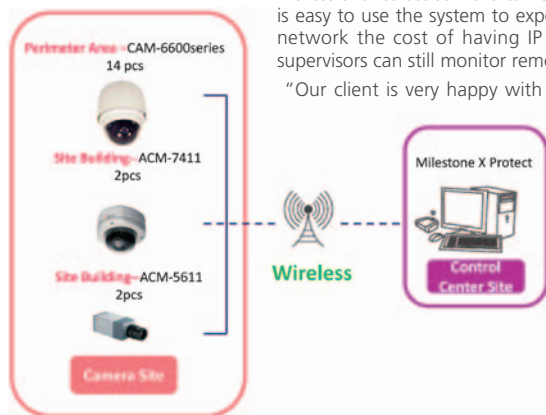 is easy to use the system to expo
network the cost of having IP
supervisors can still monitor remo
"Our client is very happy with
Perimeter Area--CAM-6600series
14 pcs
Site Building--ACM-7411
2pcs
Site Building--ACM-5611
2pcs
Camera Site
Wireless
Milestone X Protect
Control
Center Site